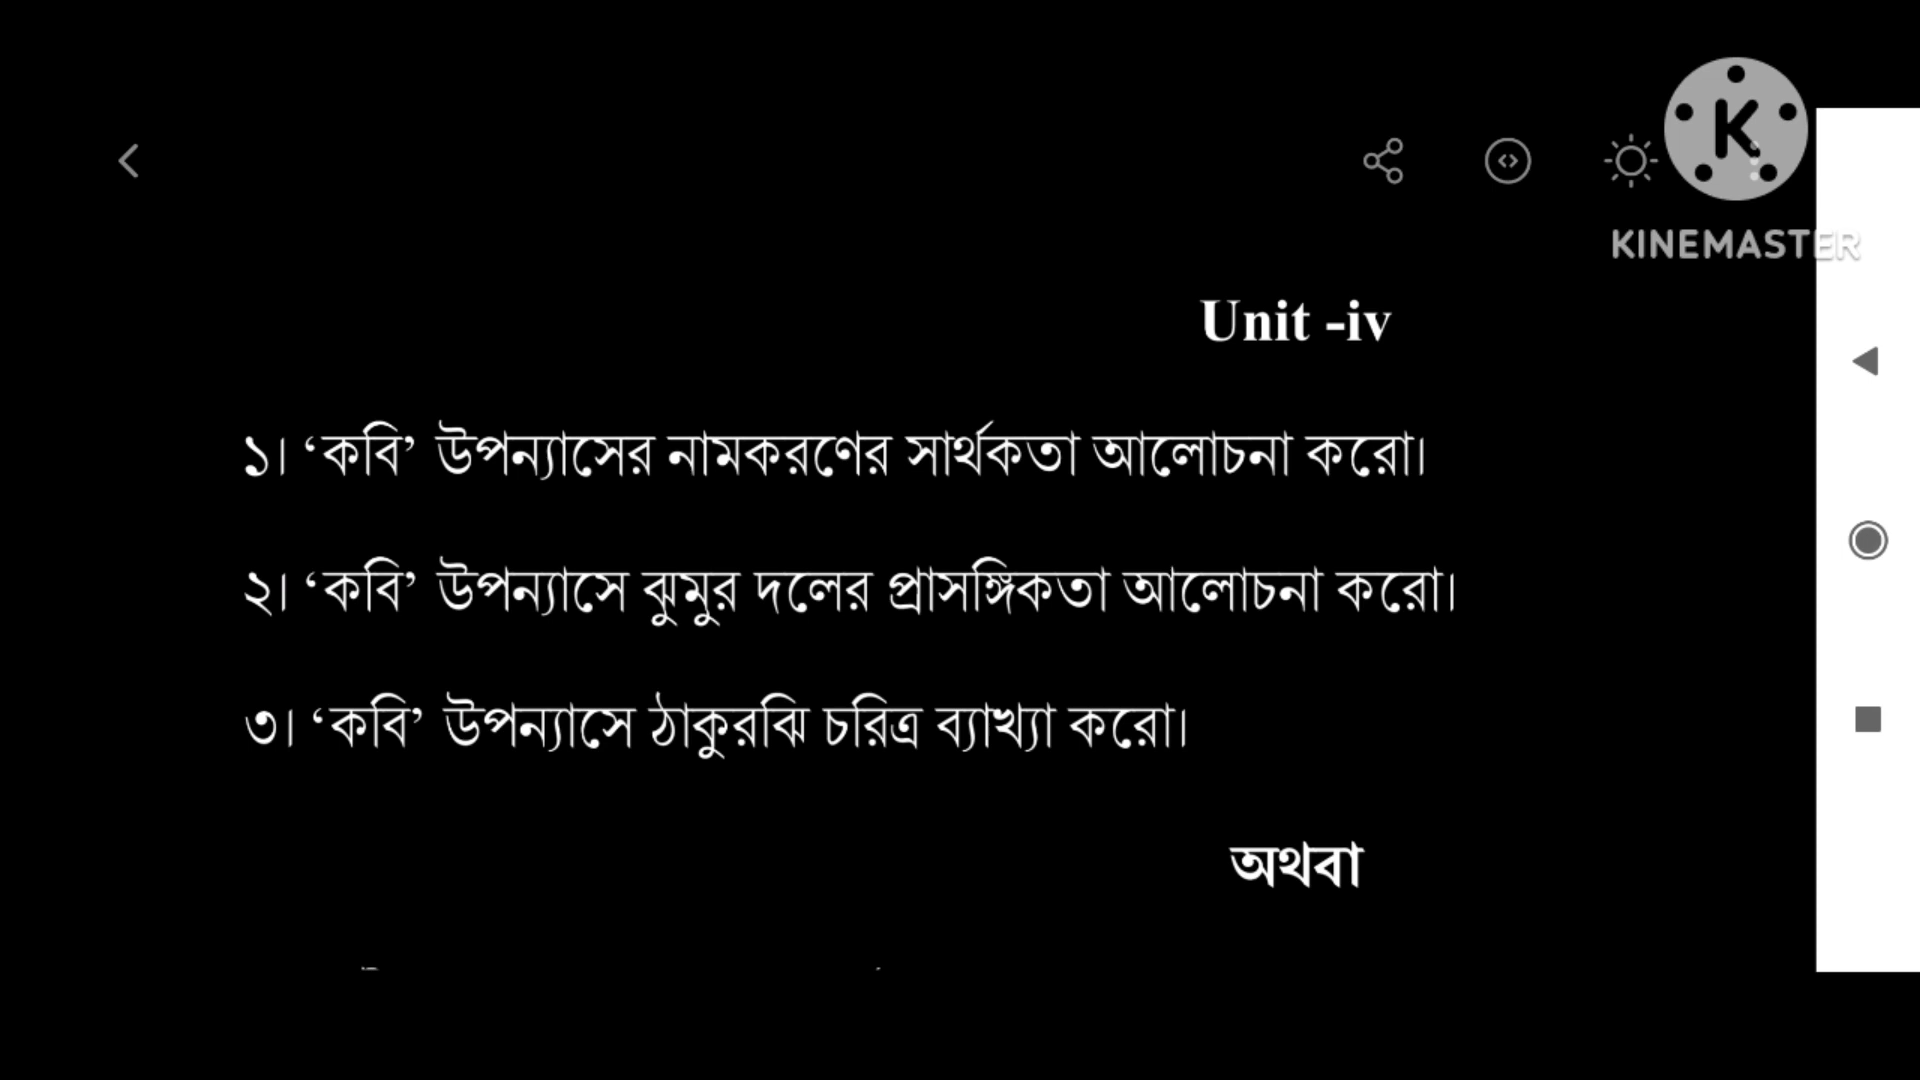 KINEMASTER
Unit -iv
১। ‘কবি’ উপন্যাসের নামকরণের সার্থকতা আলোচনা করো।
২। ‘কবি’ উপন্যাসে ঝুমুর দলের প্রাসঙ্গিকতা আলোচনা করো।
৩। ‘কবি’ উপন্যাসে ঠাকুরঝি চরিত্র ব্যাখ্যা করো।
অথবা